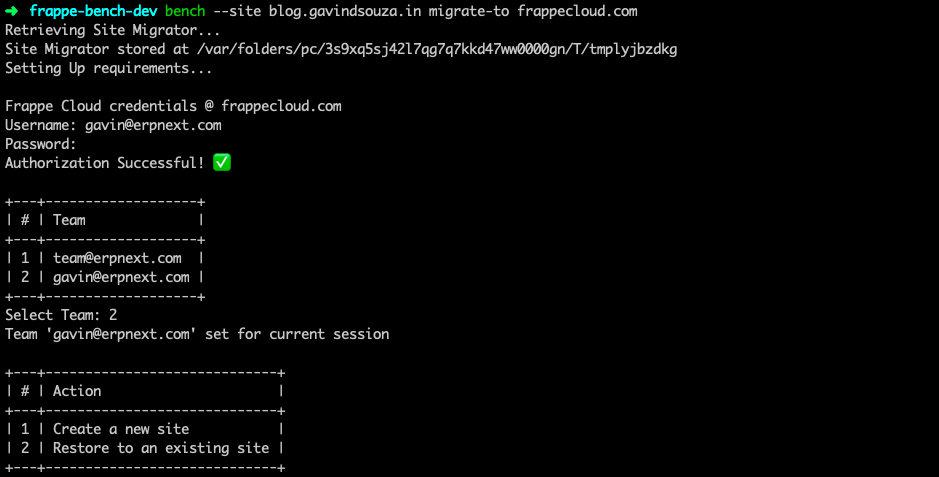 ➜ frappe-bench-dev bench --site blog.gavindsouza.in migrate-to frappecloud.com
Retrieving Site Migrator...
Site Migrator stored at /var/folders/pc/3s9xq5sj42l7qg7q7kkd47ww0000gn/T/tmplyjbzdkg
Setting Up requirements...

Frappe Cloud credentials @ frappecloud.com
Username: gavin@erpnext.com
Password:
Authorization Successful! ✅

+---+-------------------+
| # | Team              |
+---+-------------------+
| 1 | team@erpnext.com  |
| 2 | gavin@erpnext.com |
+---+-------------------+
Select Team: 2
Team 'gavin@erpnext.com' set for current session

+---+-----------------------------+
| # | Action                      |
+---+-----------------------------+
| 1 | Create a new site           |
| 2 | Restore to an existing site |
+---+-----------------------------+